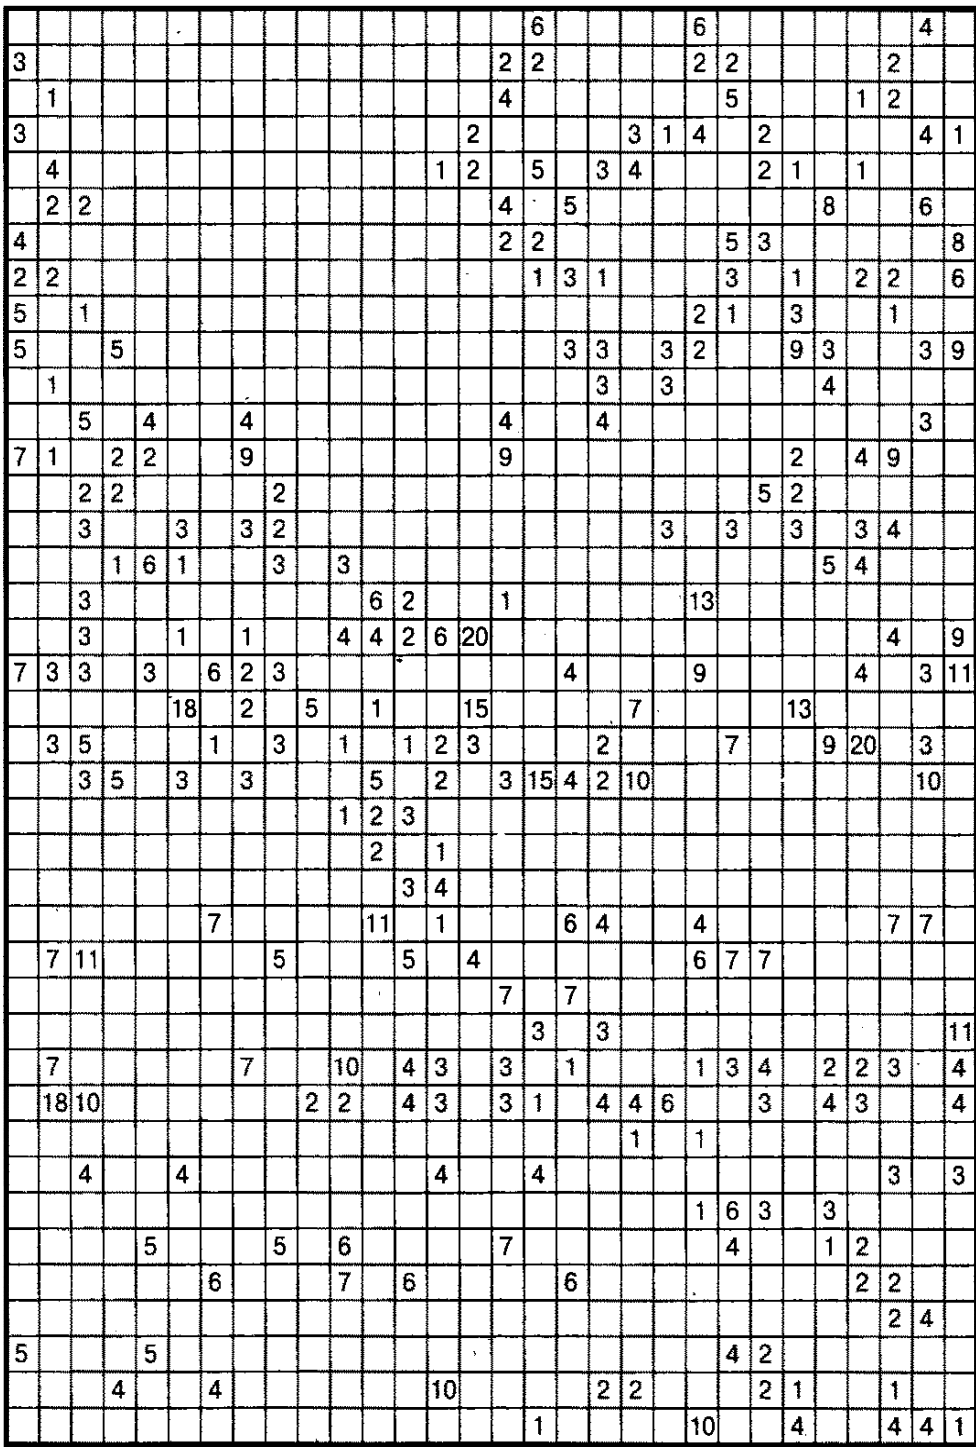 6 6 4
3 2 2 2 2 2
1 4 5 1 2
3 2 3 1 4 2 4 1
4 1 2 5 3 4 2 1 1
2 2 4 5 8 6
4 2 2 5 3 8
2 2 1 3 1 3 1 2 2 6
5 1 2 1 3 1
5 5 3 3 3 2 9 3 3 9
1 3 3 4
5 4 4 4 4 3
7 1 2 2 9 9 2 4 9
2 2 2 5 2
3 3 3 2 3 3 3 3 4
1 6 1 3 3 5 4
3 6 2 1 13
3 1 1 4 4 2 6 20 4 9
7 3 3 3 6 2 3 4 9 4 3 11
18 2 5 1 15 7 13
3 5 1 3 1 1 2 3 2 7 9 20 3
3 5 3 3 5 2 3 15 4 2 10 10
1 2 3
2 1
3 4
7 11 1 6 4 4 7 7
7 11 5 5 4 6 7 7
7 7
3 3 11
7 7 10 4 3 3 1 1 3 4 2 2 3 4
18 10 2 2 4 3 3 1 4 4 6 3 4 3 4
1 1
4 4 4 4 3 3
1 6 3 3
5 5 6 7 4 1 2
6 7 6 6 2 2
2 4
5 5 4 2
4 4 10 2 2 2 1 1
1 10 4 4 4 1